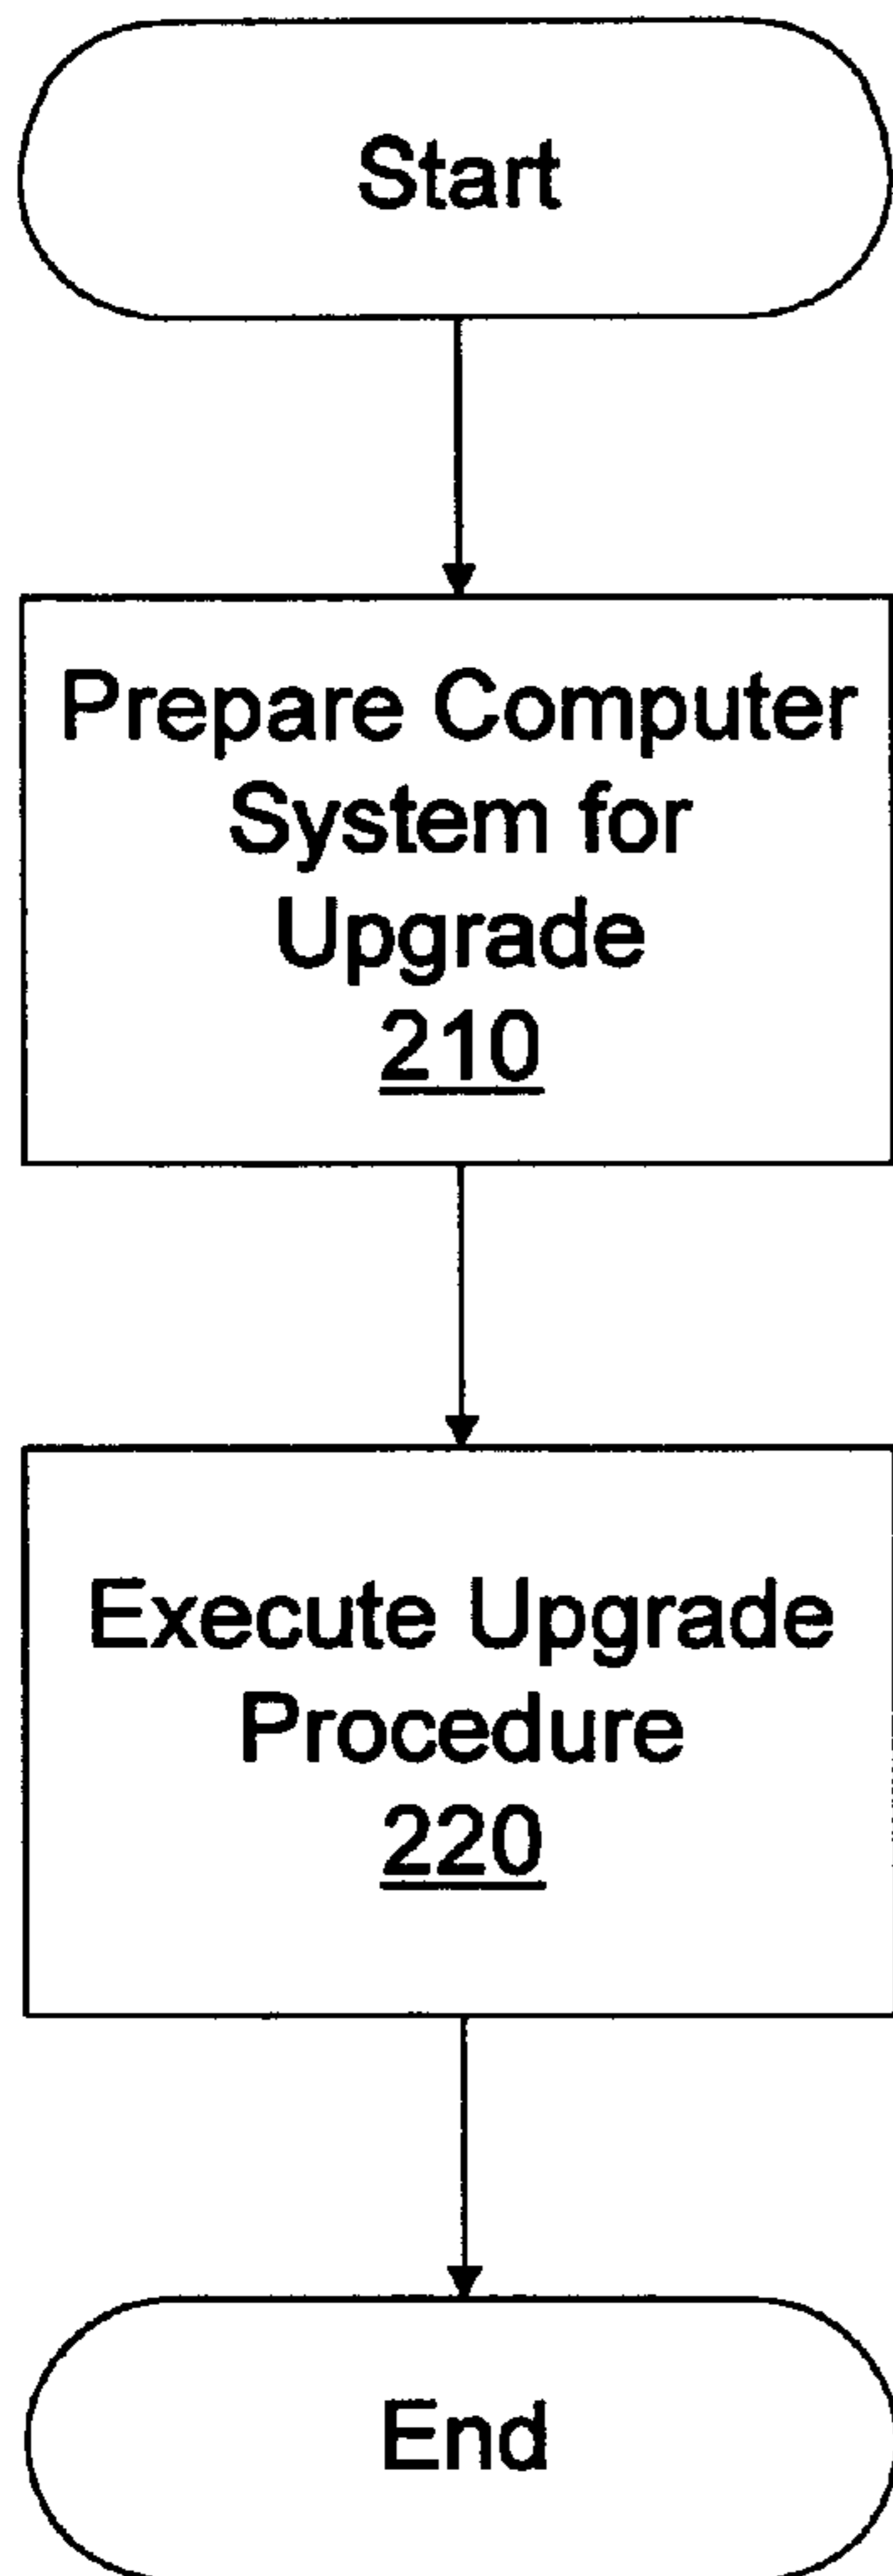 Start
Prepare Computer
System for
Upgrade
210
Execute Upgrade
Procedure
220
End